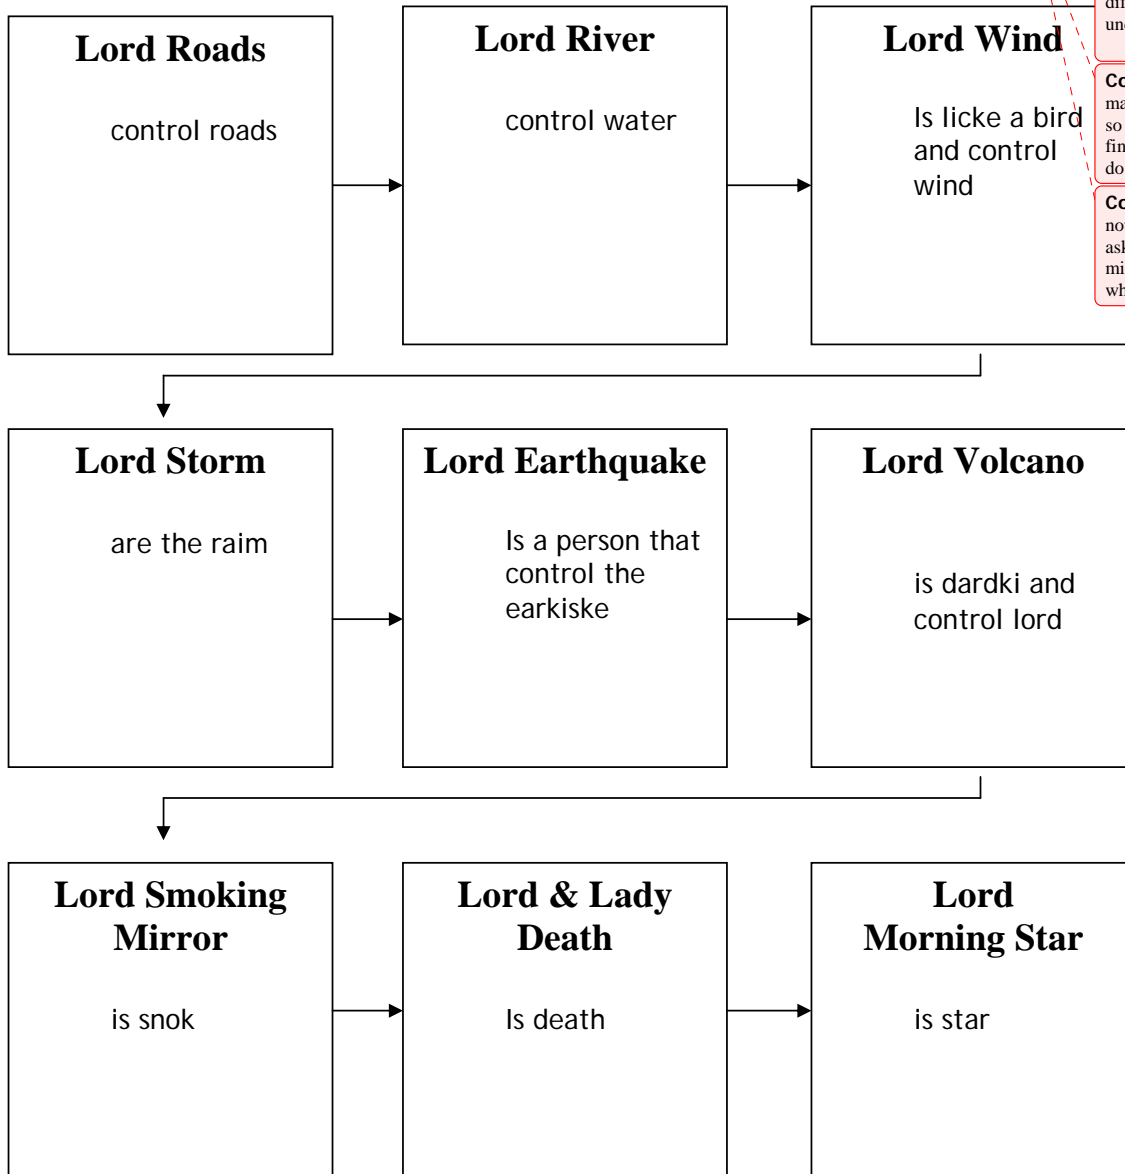 Lord Roads
control roads
Lord River
control water
Lord Wind
Is licke a bird
and control
wind
Lord Storm
are the raim
Lord Earthquake
Is a person that
control the
earkiske
Lord Volcano
is dardki and
control lord
Lord Smoking
Mirror
is snok
Lord & Lady
Death
Is death
Lord
Morning Star
is star
so
do